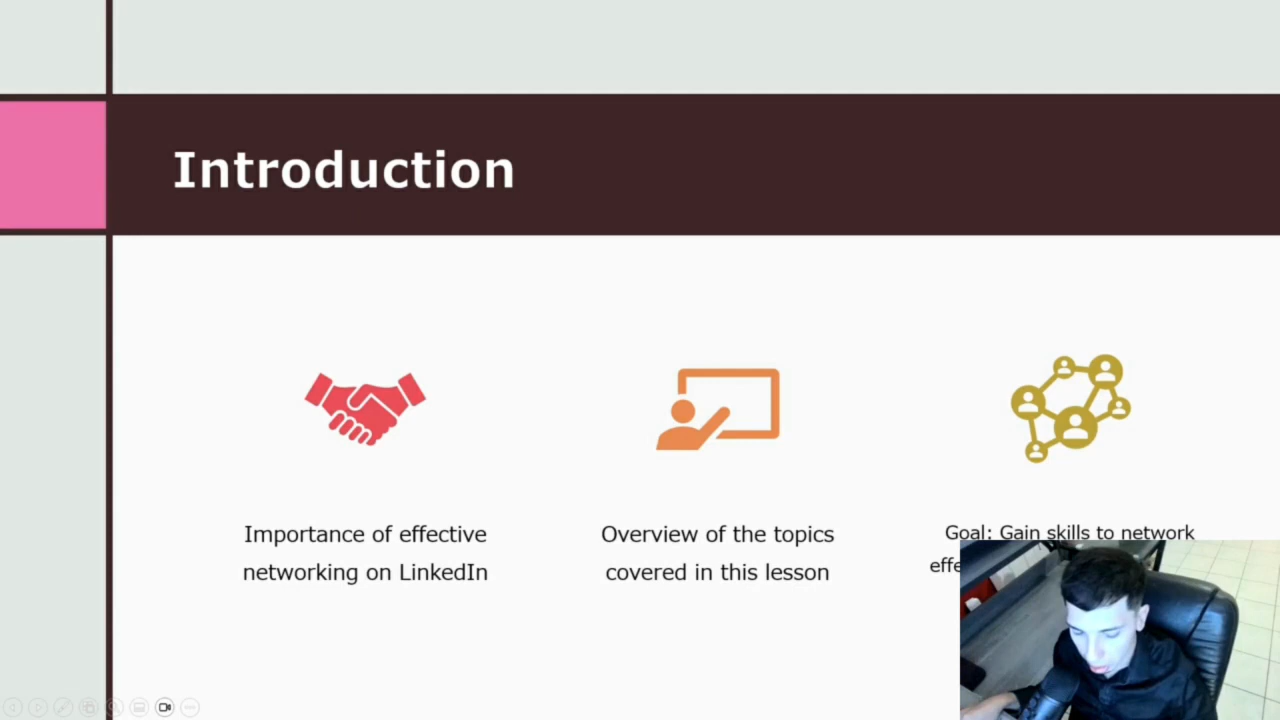 Introduction
Importance of effective
networking on LinkedIn
Overview of the topics
covered in this lesson
Goal: Gain skills to network